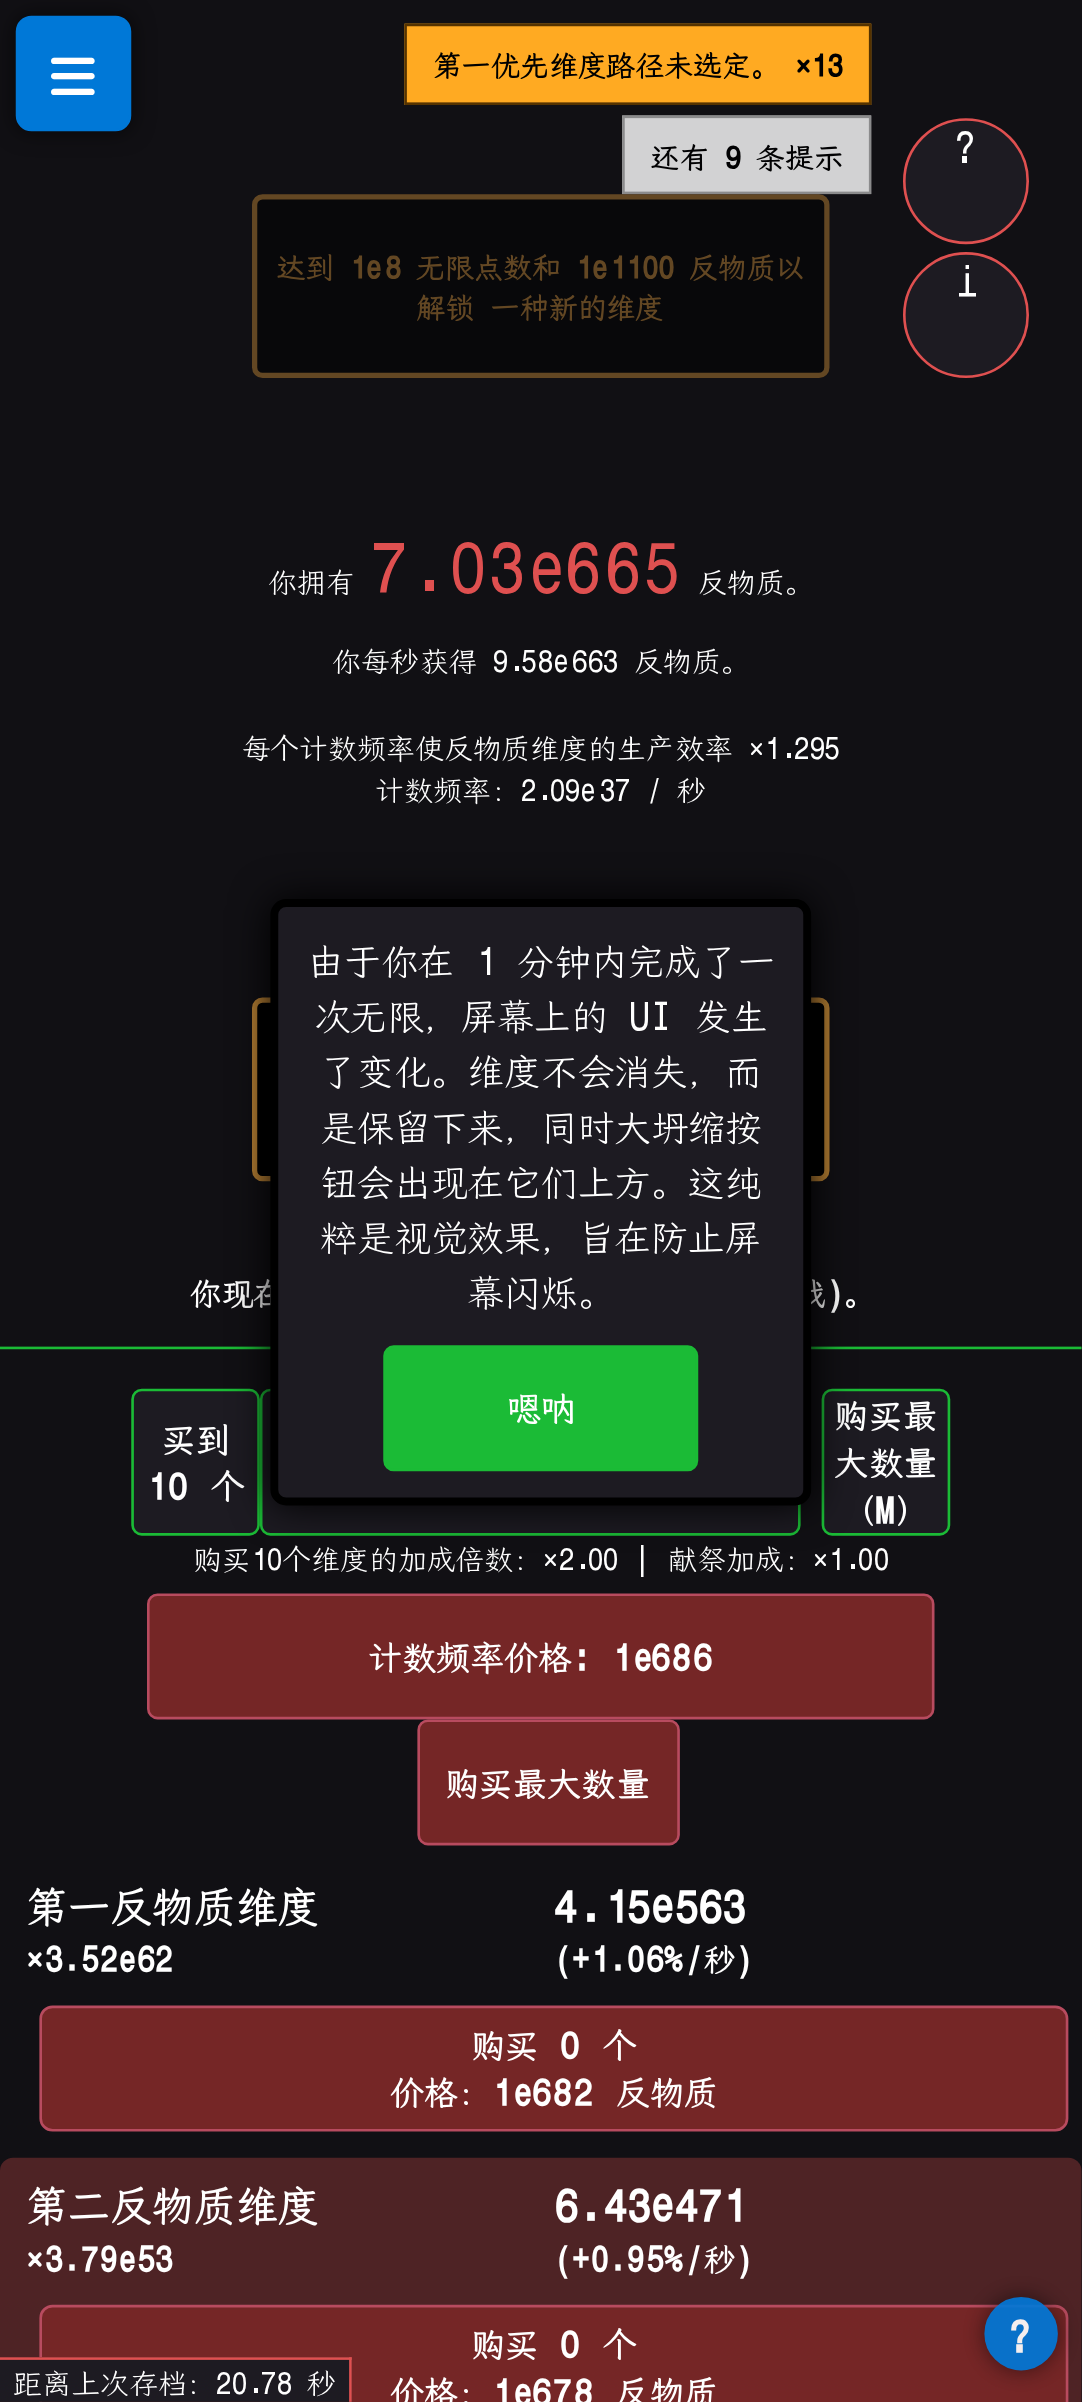 第一优先维度路径未选定。 ×13
还有 9 条提示
?
i
达到 1e8 无限点数和 1e1100 反物质以
解锁 一种新的维度
你拥有 7.03e665 反物质。
你每秒获得 9.58e663 反物质。
每个计数频率使反物质维度的生产效率 ×1.295
计数频率: 2.09e37 / 秒
由于你在 1 分钟内完成了一
次无限, 屏幕上的 UI 发生
了变化。维度不会消失, 而
是保留下来, 同时大坍缩按
钮会出现在它们上方。这纯
粹是视觉效果, 旨在防止屏
幕闪烁。
嗯呐
你现在
)。
买到
10 个
购买最
大数量
(M)
购买10个维度的加成倍数: ×2.00 | 献祭加成: ×1.00
计数频率价格: 1e686
购买最大数量
第一反物质维度 4.15e563
×3.52e62 (+1.06%/秒)
购买 0 个
价格: 1e682 反物质
第二反物质维度 6.43e471
×3.79e53 (+0.95%/秒)
购买 0 个
价格: 1e678 反物质
?
距离上次存档: 20.78 秒